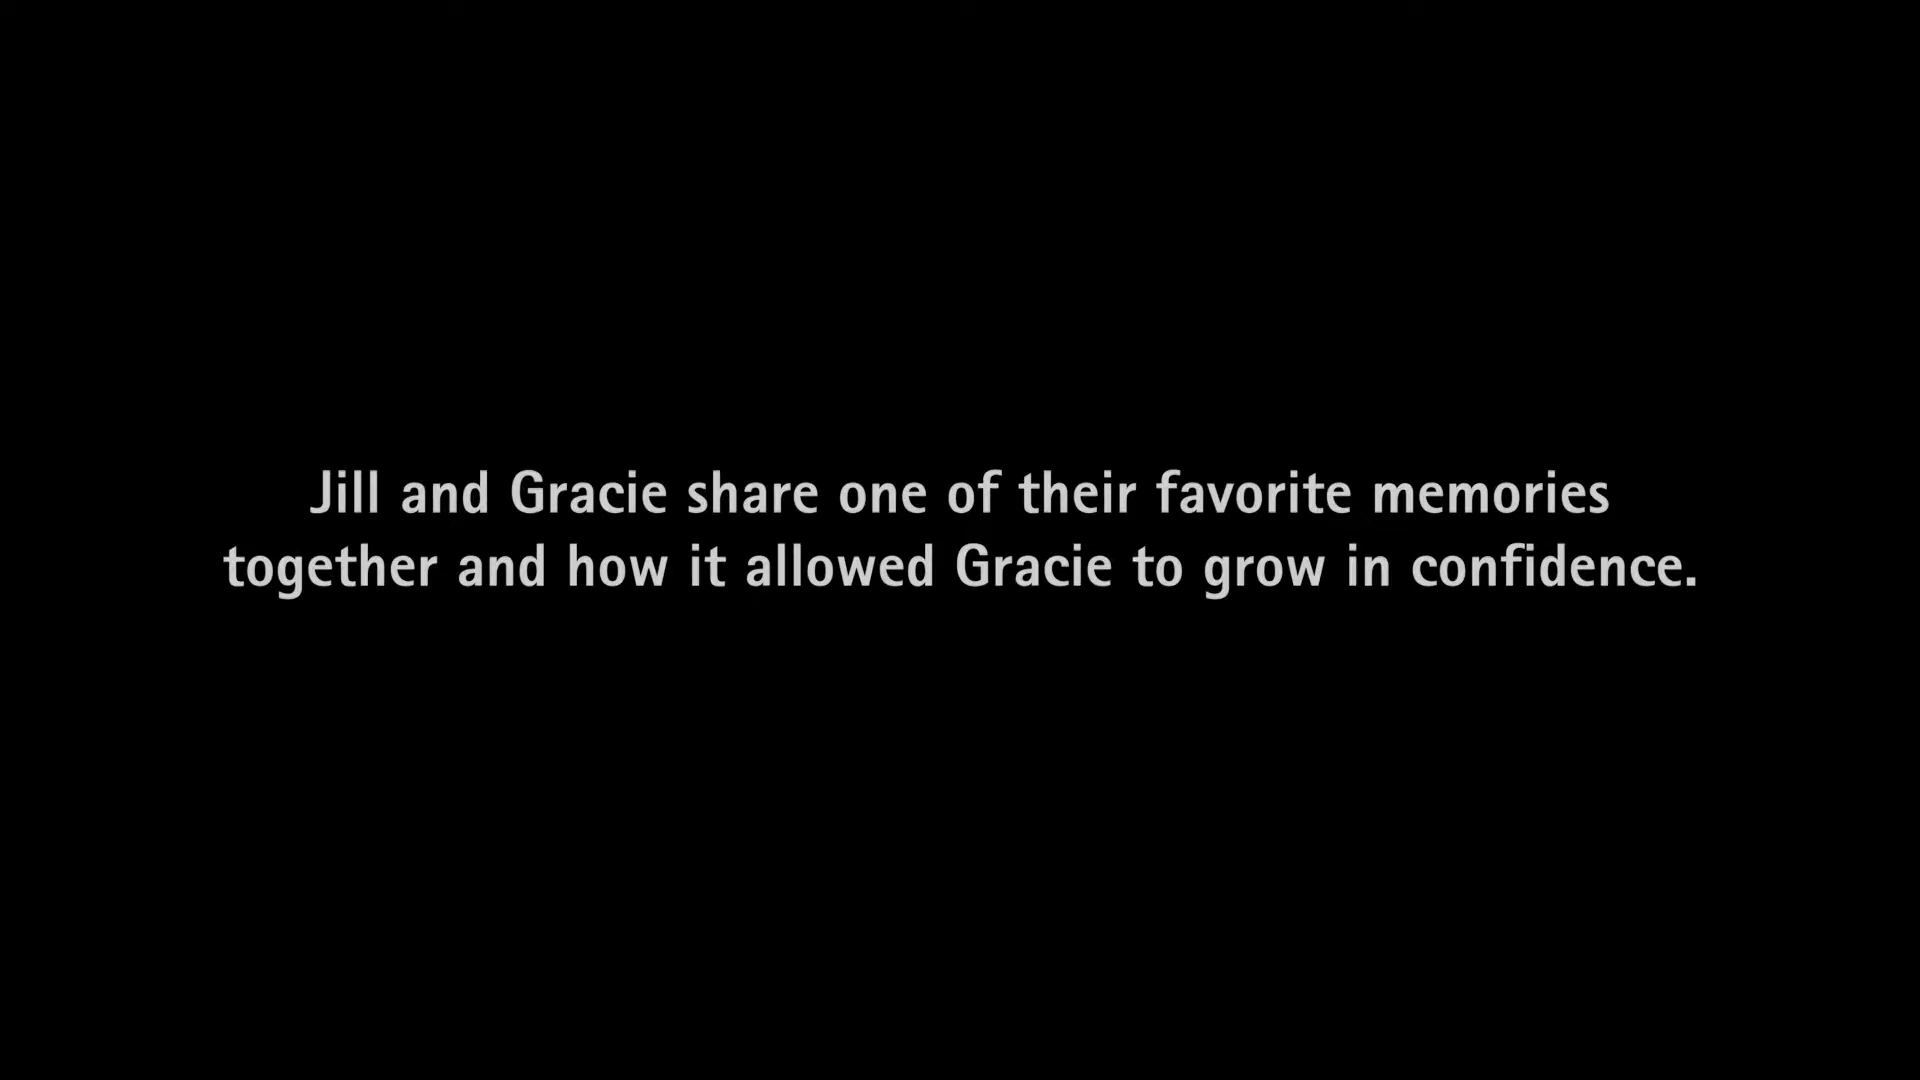 Jill and Gracie share one of their favorite memories
together and how it allowed Gracie to grow in confidence.